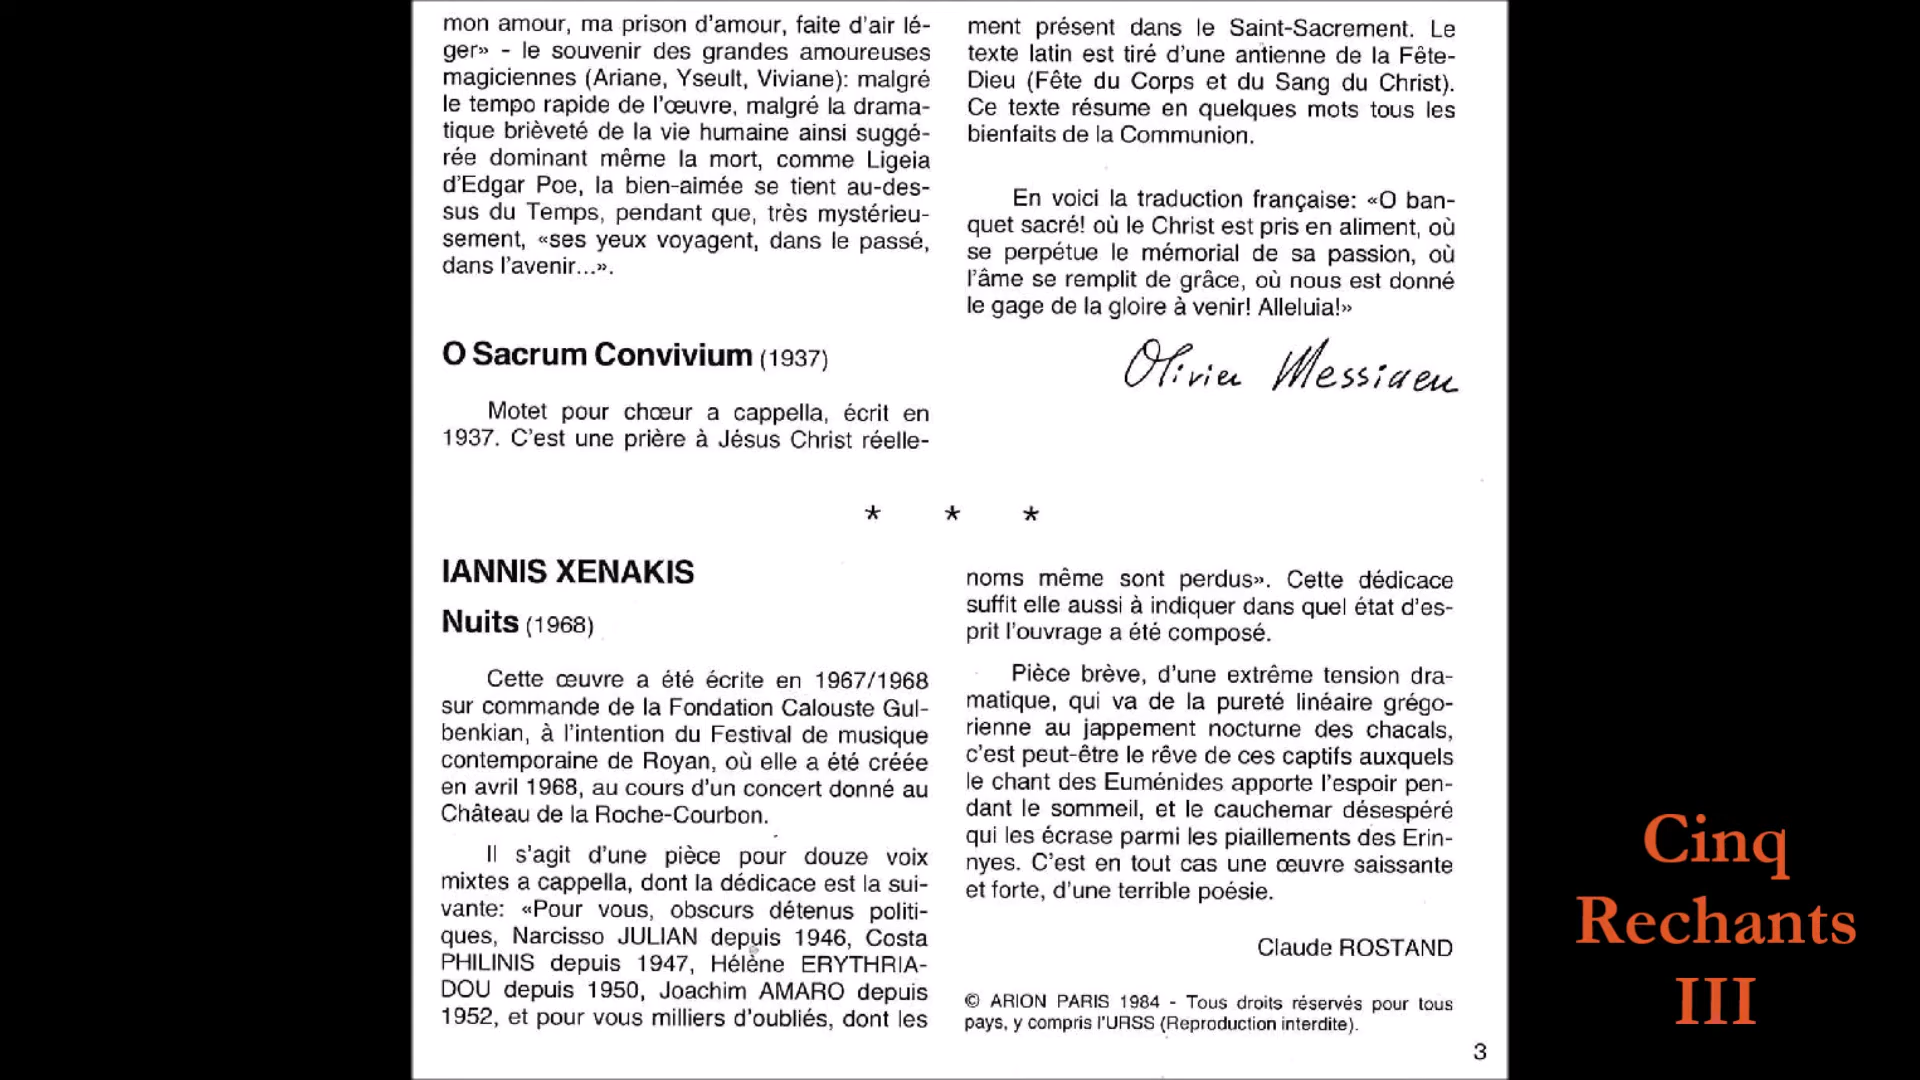 mon amour, ma prison d'amour, faite d'air lé-
ger» - le souvenir des grandes amoureuses
magiciennes (Ariane, Yseult, Viviane): malgré
le tempo rapide de l'œuvre, malgré la drama-
tique brièveté de la vie humaine ainsi suggé-
rée dominant même la mort, comme Ligeia
d'Edgar Poe, la bien-aimée se tient au-des-
sus du Temps, pendant que, très mystérieu-
sement, «ses yeux voyagent, dans le passé,
dans l'avenir...».
O Sacrum Convivium (1937)
Motet pour chœur a cappella, écrit en
1937. C'est une prière à Jésus Christ réelle-
ment présent dans le Saint-Sacrement. Le
texte latin est tiré d'une antienne de la Fête-
Dieu (Fête du Corps et du Sang du Christ).
Ce texte résume en quelques mots tous les
bienfaits de la Communion.
En voici la traduction française: «O ban-
quet sacré! où le Christ est pris en aliment, où
se perpétue le mémorial de sa passion, où
l'âme se remplit de grâce, où nous est donné
le gage de la gloire à venir! Alleluia!»
Olivier Messiaen
* * *
IANNIS XENAKIS
Nuits (1968)
Cette œuvre a été écrite en 1967/1968
sur commande de la Fondation Calouste Gul-
benkian, à l'intention du Festival de musique
contemporaine de Royan, où elle a été créée
en avril 1968, au cours d'un concert donné au
Château de la Roche-Courbon.
Il s'agit d'une pièce pour douze voix
mixtes a cappella, dont la dédicace est la sui-
vante: «Pour vous, obscurs détenus politi-
ques, Narcisso JULIAN depuis 1946, Costa
PHILINIS depuis 1947, Hélène ERYTHRIA-
DOU depuis 1950, Joachim AMARO depuis
1952, et pour vous milliers d'oubliés, dont les
noms même sont perdus». Cette dédicace
suffit elle aussi à indiquer dans quel état d'es-
prit l'ouvrage a été composé.
Pièce brève, d'une extrême tension dra-
matique, qui va de la pureté linéaire grégo-
rienne au jappement nocturne des chacals,
c'est peut-être le rêve de ces captifs auxquels
le chant des Euménides apporte l'espoir pen-
dant le sommeil, et le cauchemar désespéré
qui les écrase parmi les piaillements des Erin-
nyes. C'est en tout cas une œuvre saissante
et forte, d'une terrible poésie.
Claude ROSTAND
© ARION PARIS 1984 - Tous droits réservés pour tous
pays, y compris l'URSS (Reproduction interdite).
3
Cinq
Rechants
III